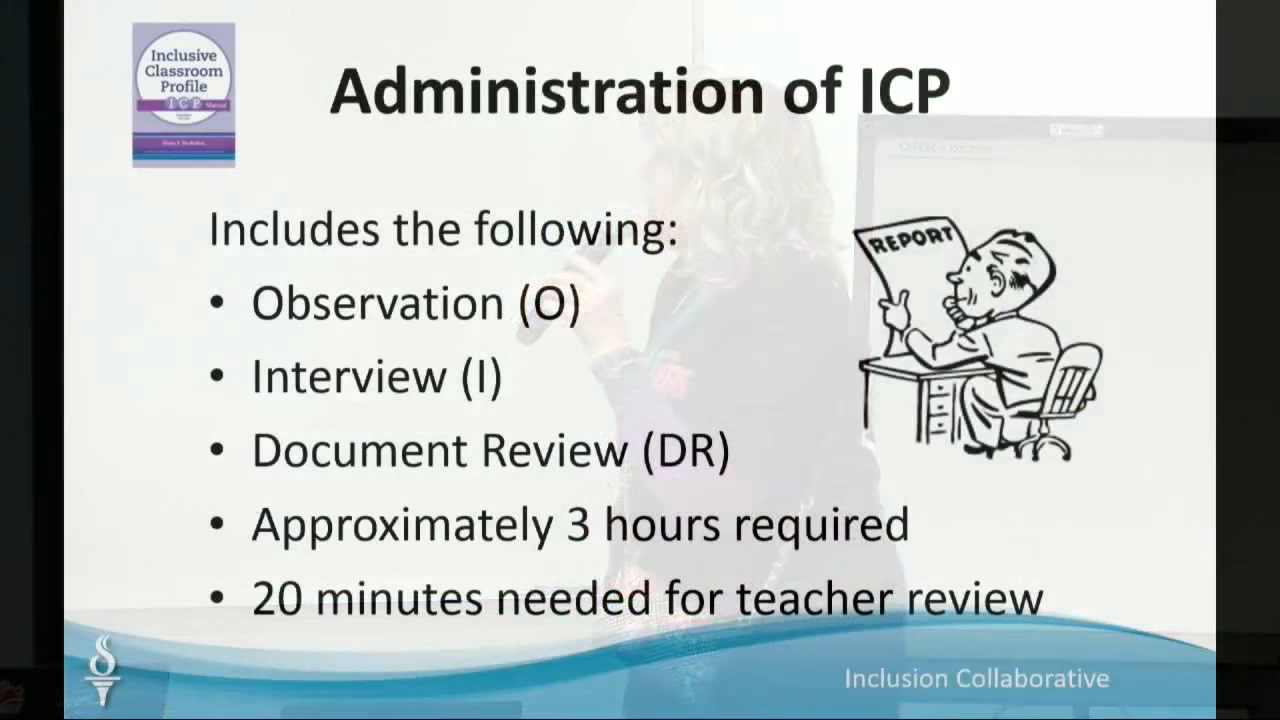 Inclusive
Classroom
Profile
ICP Manual
Administration of ICP
Includes the following:
• Observation (O)
• Interview (I)
• Document Review (DR)
• Approximately 3 hours required
• 20 minutes needed for teacher review
REPORT
Inclusion Collaborative